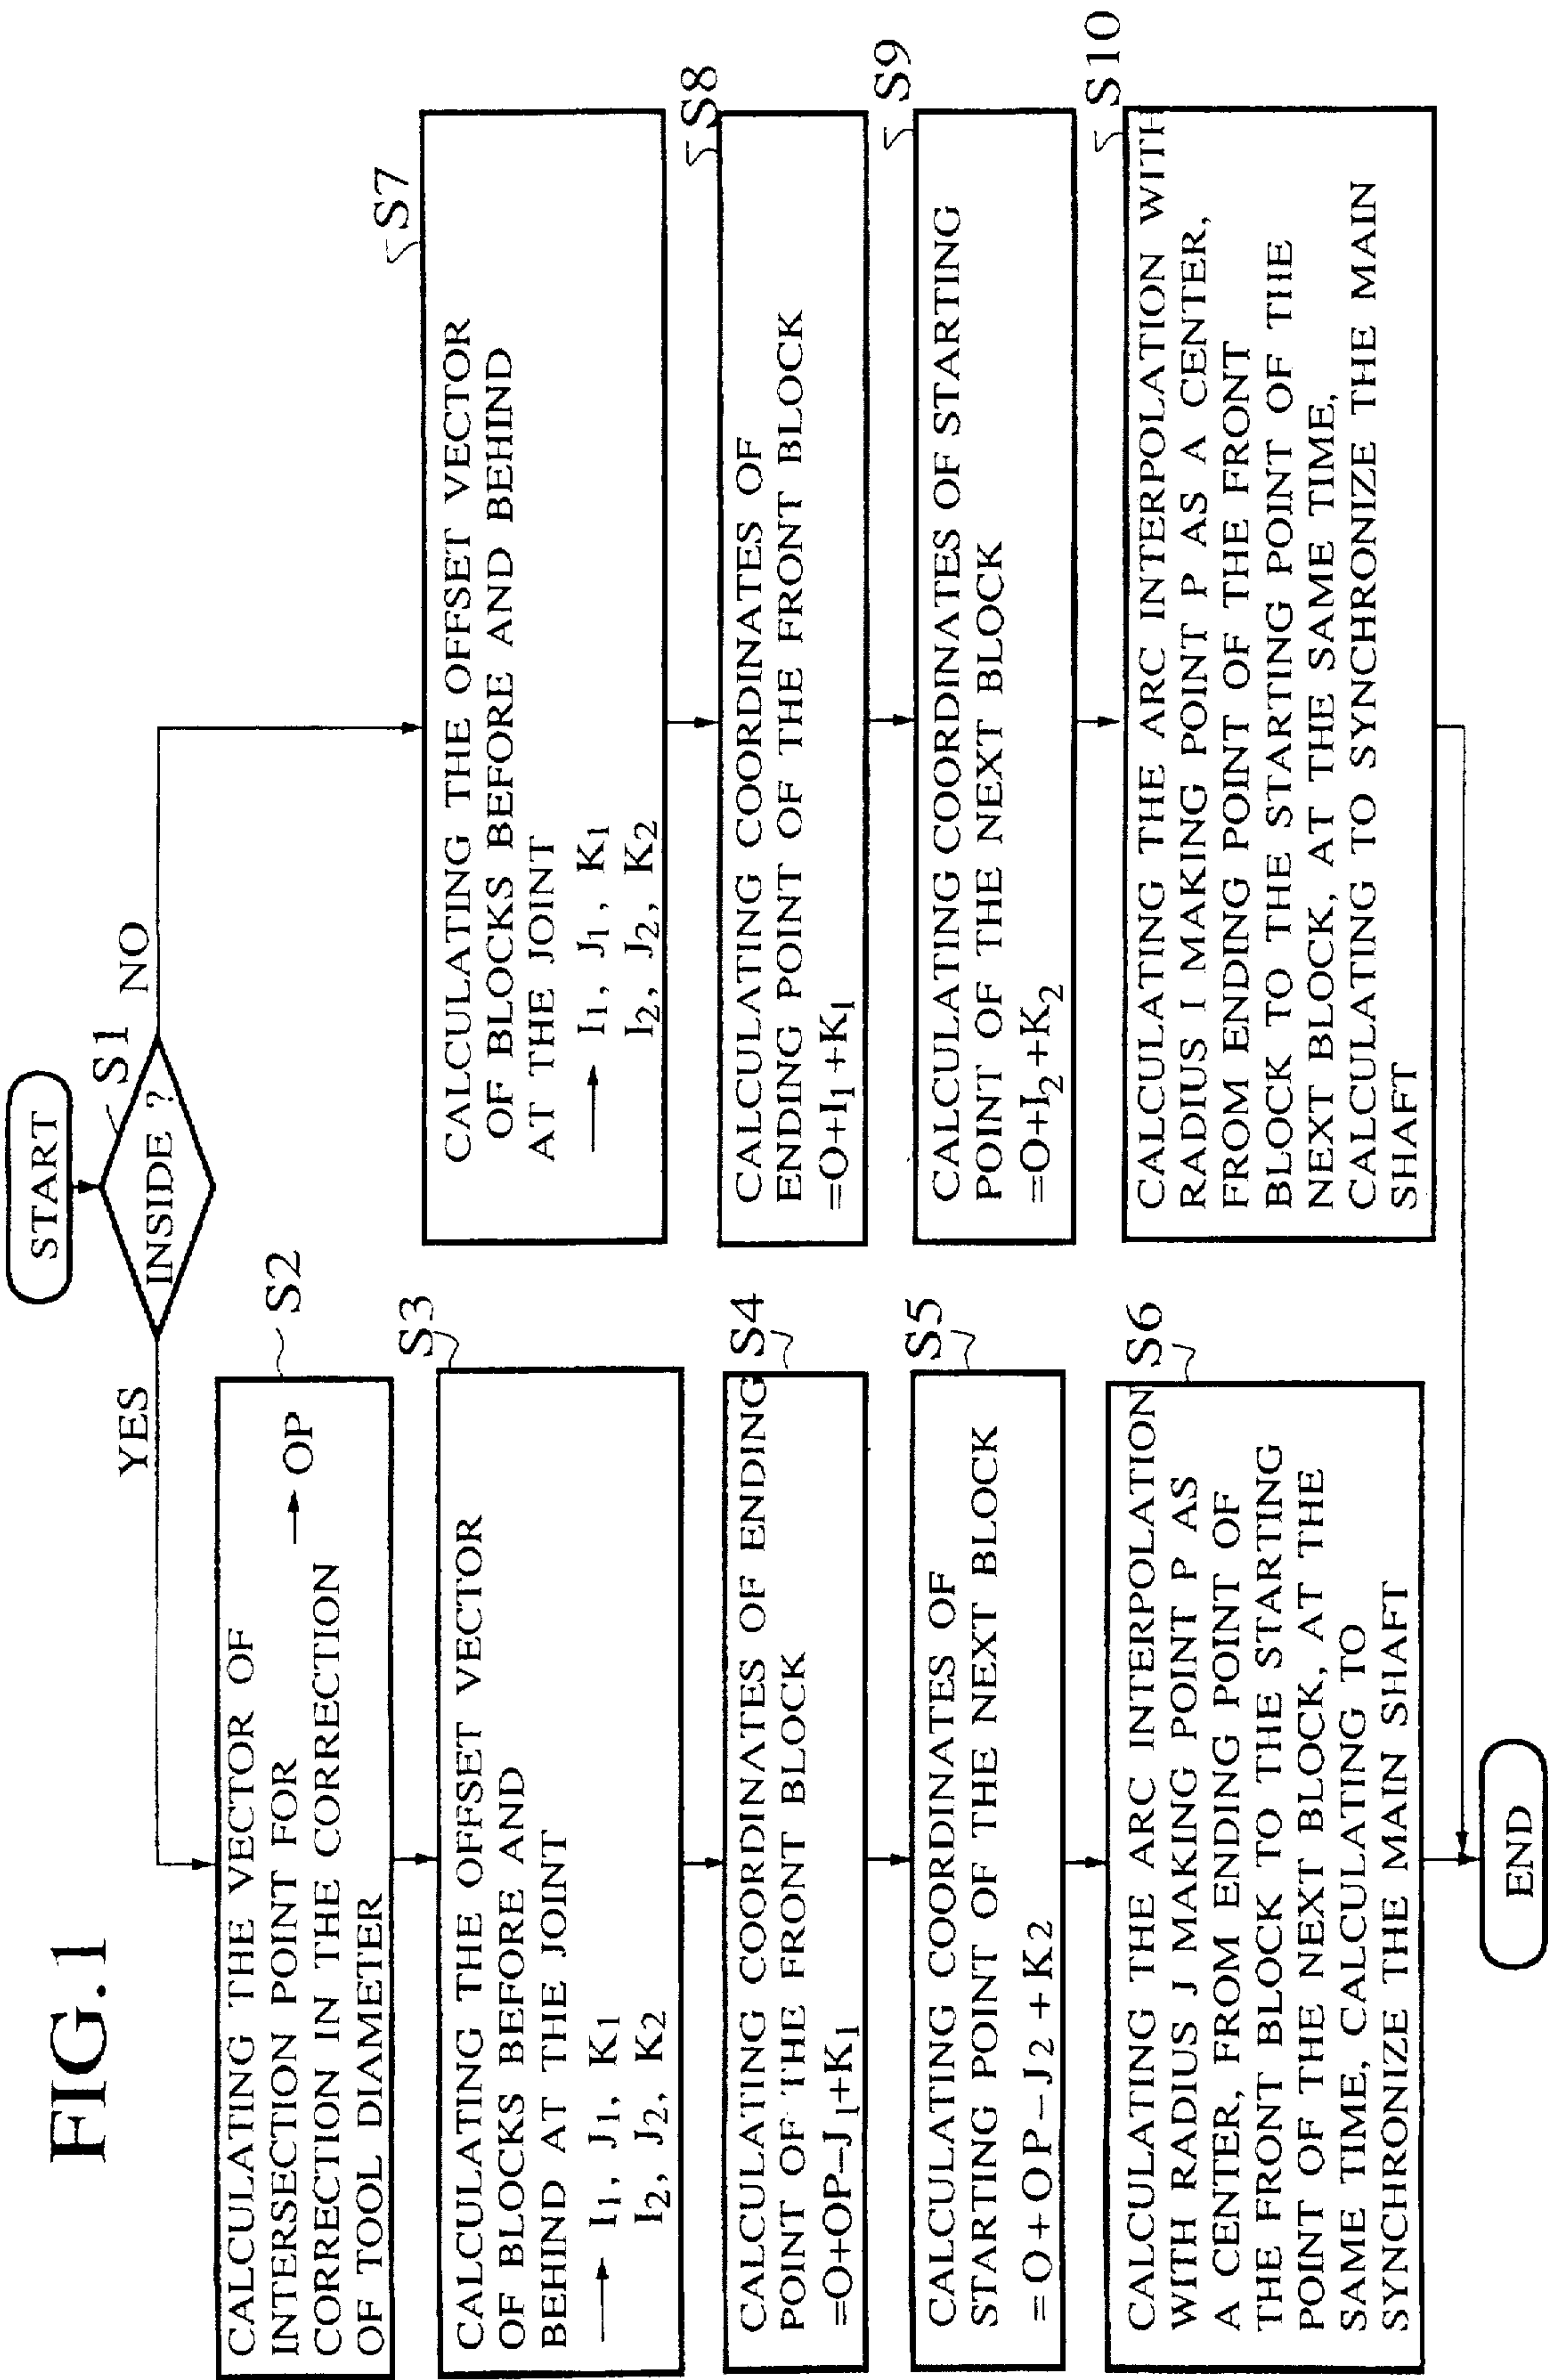 FIG.1
START
S1
INSIDE ?
YES
NO
S2
CALCULATING THE VECTOR OF
INTERSECTION POINT FOR
CORRECTION IN THE CORRECTION
OF TOOL DIAMETER → OP
S3
CALCULATING THE OFFSET VECTOR
OF BLOCKS BEFORE AND
BEHIND AT THE JOINT
→ I₁, J₁, K₁
I₂, J₂, K₂
S4
CALCULATING COORDINATES OF ENDING
POINT OF THE FRONT BLOCK
=O+OP–J₁+K₁
S5
CALCULATING COORDINATES OF
STARTING POINT OF THE NEXT BLOCK
=O+OP–J₂+K₂
S6
CALCULATING THE ARC INTERPOLATION
WITH RADIUS J MAKING POINT P AS
A CENTER, FROM ENDING POINT OF
THE FRONT BLOCK TO THE STARTING
POINT OF THE NEXT BLOCK, AT THE
SAME TIME, CALCULATING TO
SYNCHRONIZE THE MAIN SHAFT
S7
CALCULATING THE OFFSET VECTOR
OF BLOCKS BEFORE AND BEHIND
AT THE JOINT
→ I₁, J₁, K₁
I₂, J₂, K₂
S8
CALCULATING COORDINATES OF
ENDING POINT OF THE FRONT BLOCK
=O+I₁+K₁
S9
CALCULATING COORDINATES OF STARTING
POINT OF THE NEXT BLOCK
=O+I₂+K₂
S10
CALCULATING THE ARC INTERPOLATION WITH
RADIUS I MAKING POINT P AS A CENTER,
FROM ENDING POINT OF THE FRONT
BLOCK TO THE STARTING POINT OF THE
NEXT BLOCK, AT THE SAME TIME,
CALCULATING TO SYNCHRONIZE THE MAIN
SHAFT
END